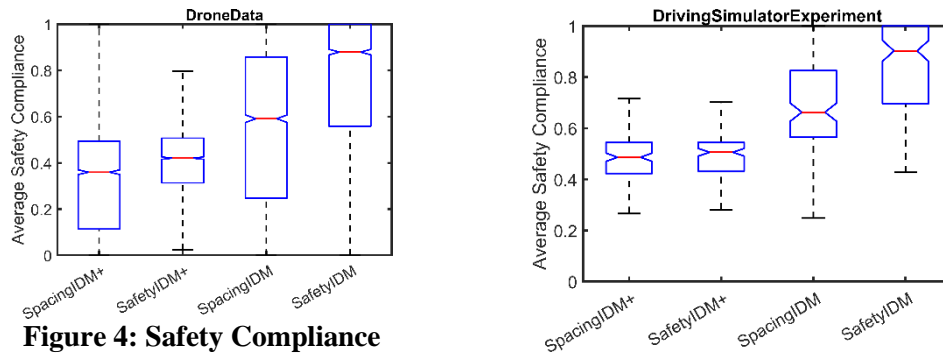 DroneData
Average Safety Compliance
1
0.8
0.6
0.4
0.2
0
SpacingIDM+
SafetyIDM+
SpacingIDM
SafetyIDM
Figure 4: Safety Compliance
DrivingSimulatorExperiment
Average Safety Compliance
1
0.8
0.6
0.4
0.2
0
SpacingIDM+
SafetyIDM+
SpacingIDM
SafetyIDM